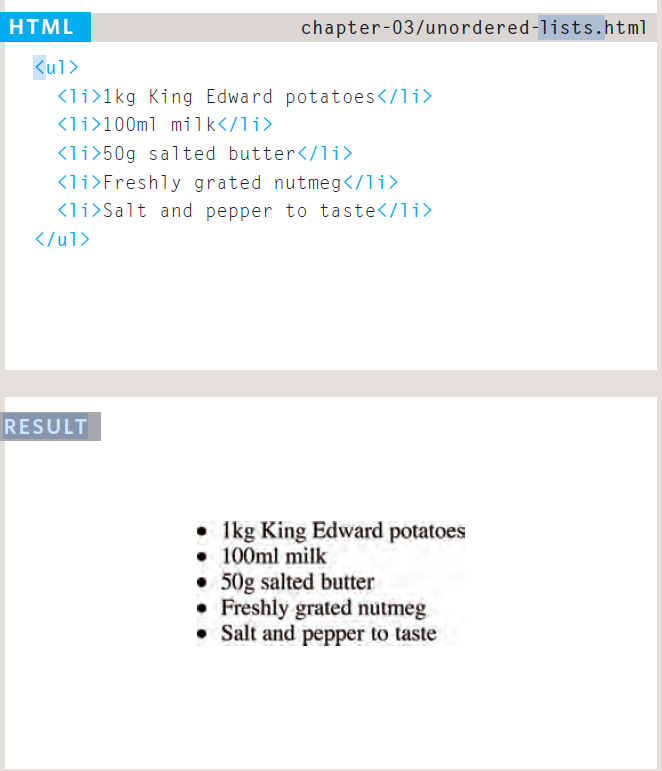 HTML chapter-03/unordered-lists.html
<ul>
<li>1kg King Edward potatoes</li>
<li>100ml milk</li>
<li>50g salted butter</li>
<li>Freshly grated nutmeg</li>
<li>Salt and pepper to taste</li>
</ul>
RESULT
• 1kg King Edward potatoes
• 100ml milk
• 50g salted butter
• Freshly grated nutmeg
• Salt and pepper to taste